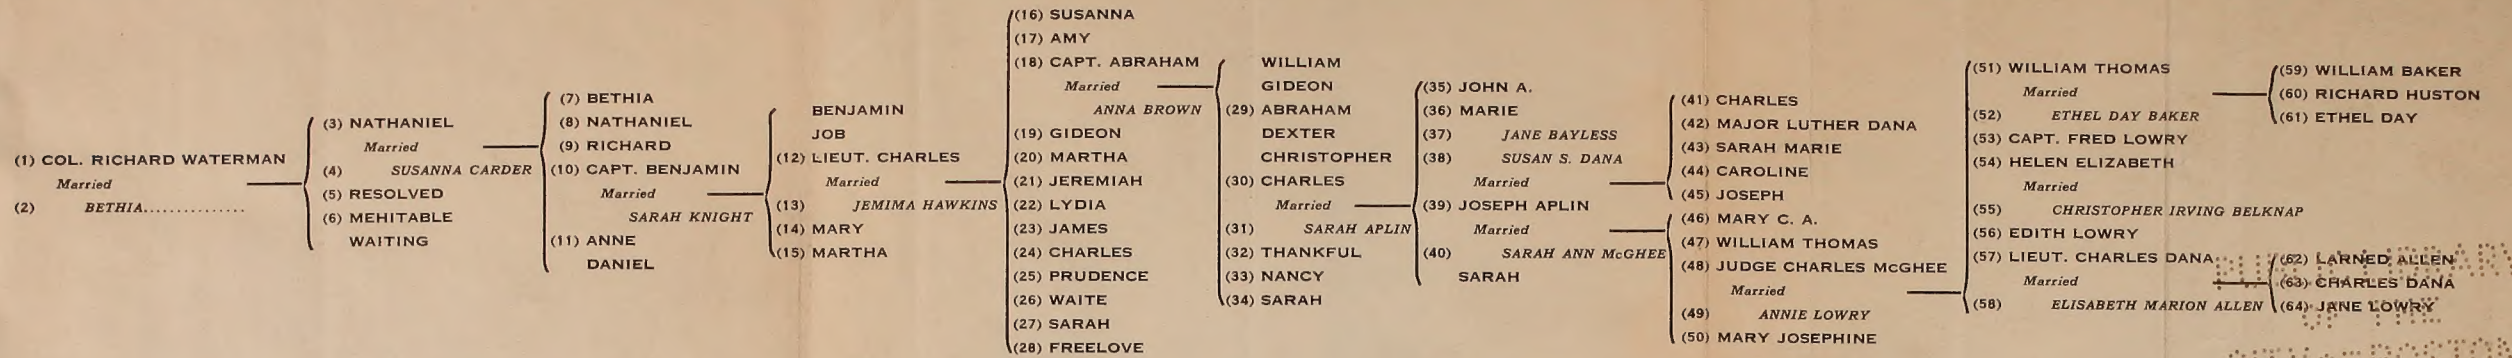 (1) COL. RICHARD WATERMAN
Married
(2) BETHIA...............
(3) NATHANIEL
Married
(4) SUSANNA CARDER
(5) RESOLVED
(6) MEHITABLE
WAITING
(7) BETHIA
(8) NATHANIEL
(9) RICHARD
(10) CAPT. BENJAMIN
Married
SARAH KNIGHT
(11) ANNE
DANIEL
BENJAMIN
JOB
(12) LIEUT. CHARLES
Married
(13) JEMIMA HAWKINS
(14) MARY
(15) MARTHA
(16) SUSANNA
(17) AMY
(18) CAPT. ABRAHAM
Married
ANNA BROWN
(19) GIDEON
(20) MARTHA
(21) JEREMIAH
(22) LYDIA
(23) JAMES
(24) CHARLES
(25) PRUDENCE
(26) WAITE
(27) SARAH
(28) FREELOVE
WILLIAM
GIDEON
(29) ABRAHAM
DEXTER
CHRISTOPHER
(30) CHARLES
Married
(31) SARAH APLIN
(32) THANKFUL
(33) NANCY
(34) SARAH
(35) JOHN A.
(36) MARIE
(37) JANE BAYLESS
(38) SUSAN S. DANA
Married
(39) JOSEPH APLIN
Married
(40) SARAH ANN McGHEE
SARAH
(41) CHARLES
(42) MAJOR LUTHER DANA
(43) SARAH MARIE
(44) CAROLINE
(45) JOSEPH
(46) MARY C. A.
(47) WILLIAM THOMAS
(48) JUDGE CHARLES McGHEE
Married
(49) ANNIE LOWRY
(50) MARY JOSEPHINE
(51) WILLIAM THOMAS
Married
(52) ETHEL DAY BAKER
(53) CAPT. FRED LOWRY
(54) HELEN ELIZABETH
Married
(55) CHRISTOPHER IRVING BELKNAP
(56) EDITH LOWRY
(57) LIEUT. CHARLES DANA
Married
(58) ELISABETH MARION ALLEN
(59) WILLIAM BAKER
(60) RICHARD HUSTON
(61) ETHEL DAY
(62) LARNED ALLEN
(63) CHARLES DANA
(64) JANE LOWRY